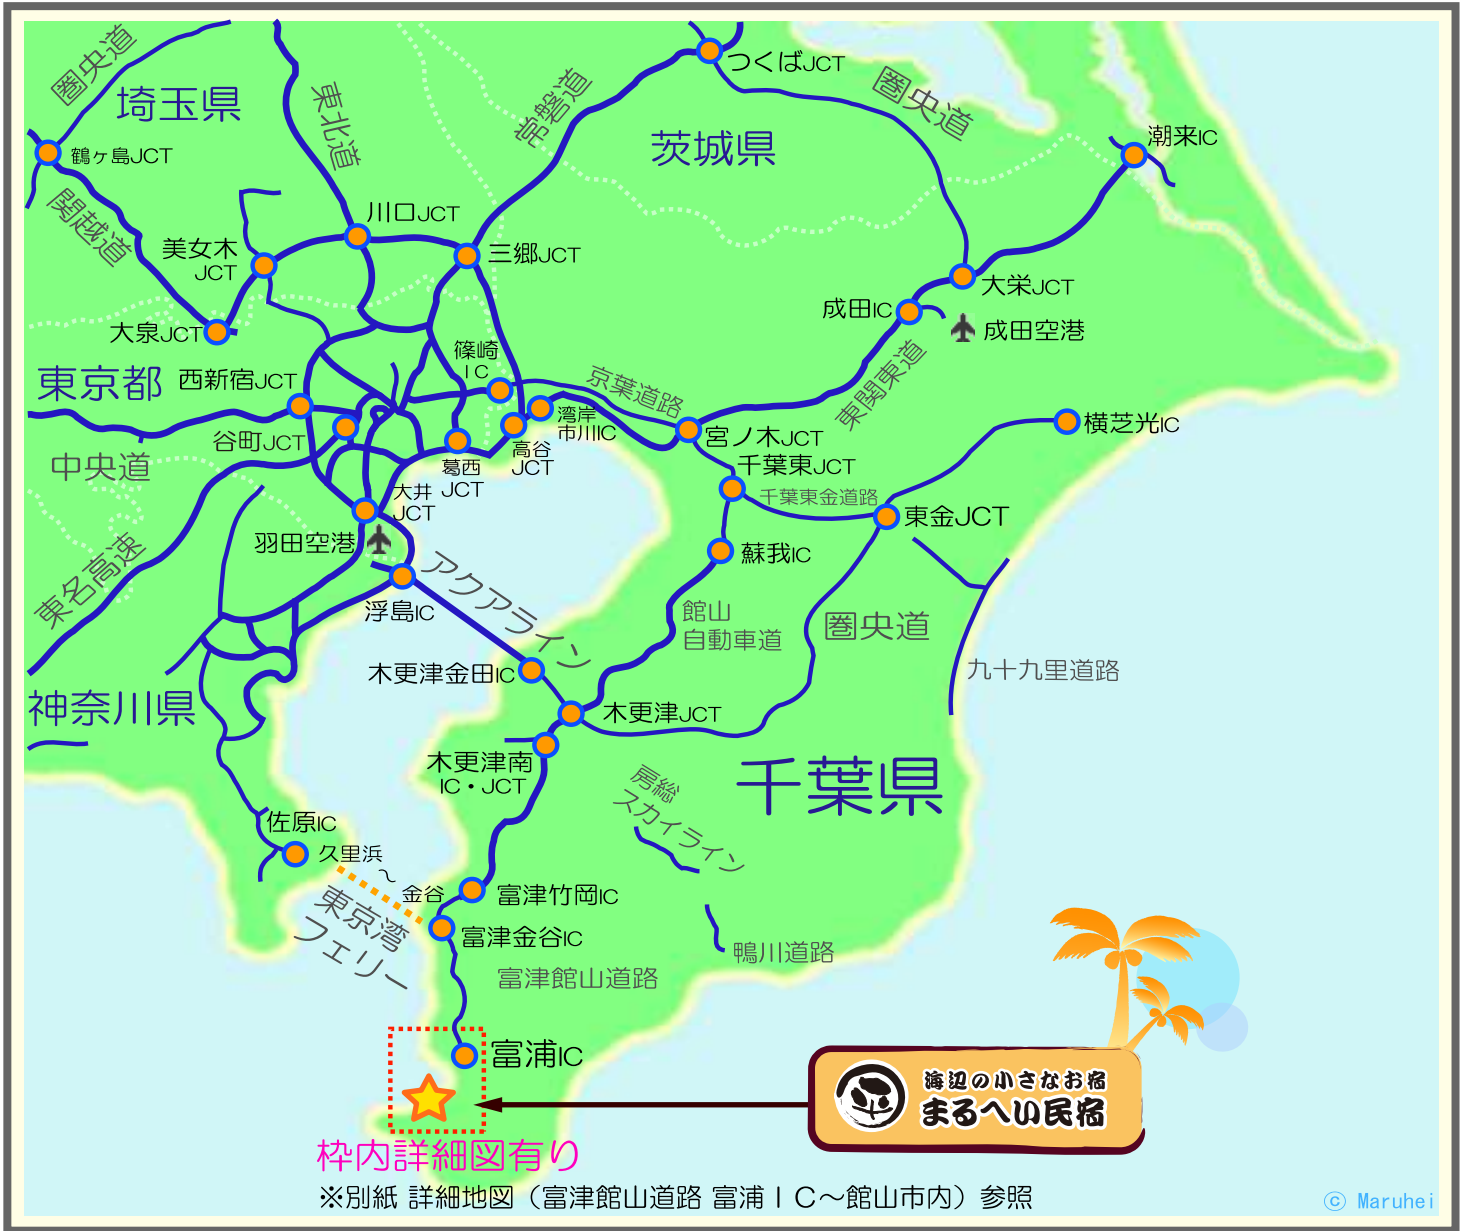 圏央道
埼玉県
東北道
常磐道
つくばJCT
圏央道
茨城県
潮来IC
鶴ヶ島JCT
関越道
川口JCT
美女木
JCT
三郷JCT
大栄JCT
成田IC
成田空港
大泉JCT
篠崎
IC
東京都
西新宿JCT
京葉道路
東関東道
湾岸
市川IC
谷町JCT
高谷
JCT
宮ノ木JCT
横芝光IC
中央道
葛西
JCT
千葉東JCT
大井
JCT
千葉東金道路
東金JCT
羽田空港
蘇我IC
東名高速
アクアライン
浮島IC
館山
自動車道
圏央道
木更津金田IC
九十九里道路
神奈川県
木更津JCT
木更津南
IC・JCT
房総
スカイライン
千葉県
佐原IC
久里浜
～
金谷
富津竹岡IC
東京湾
フェリー
富津金谷IC
鴨川道路
富津館山道路
富浦IC
海辺の小さなお宿
まるへい民宿
枠内詳細図有り
※別紙 詳細地図（富津館山道路 富浦ＩＣ～館山市内）参照
ⓒ Maruhei